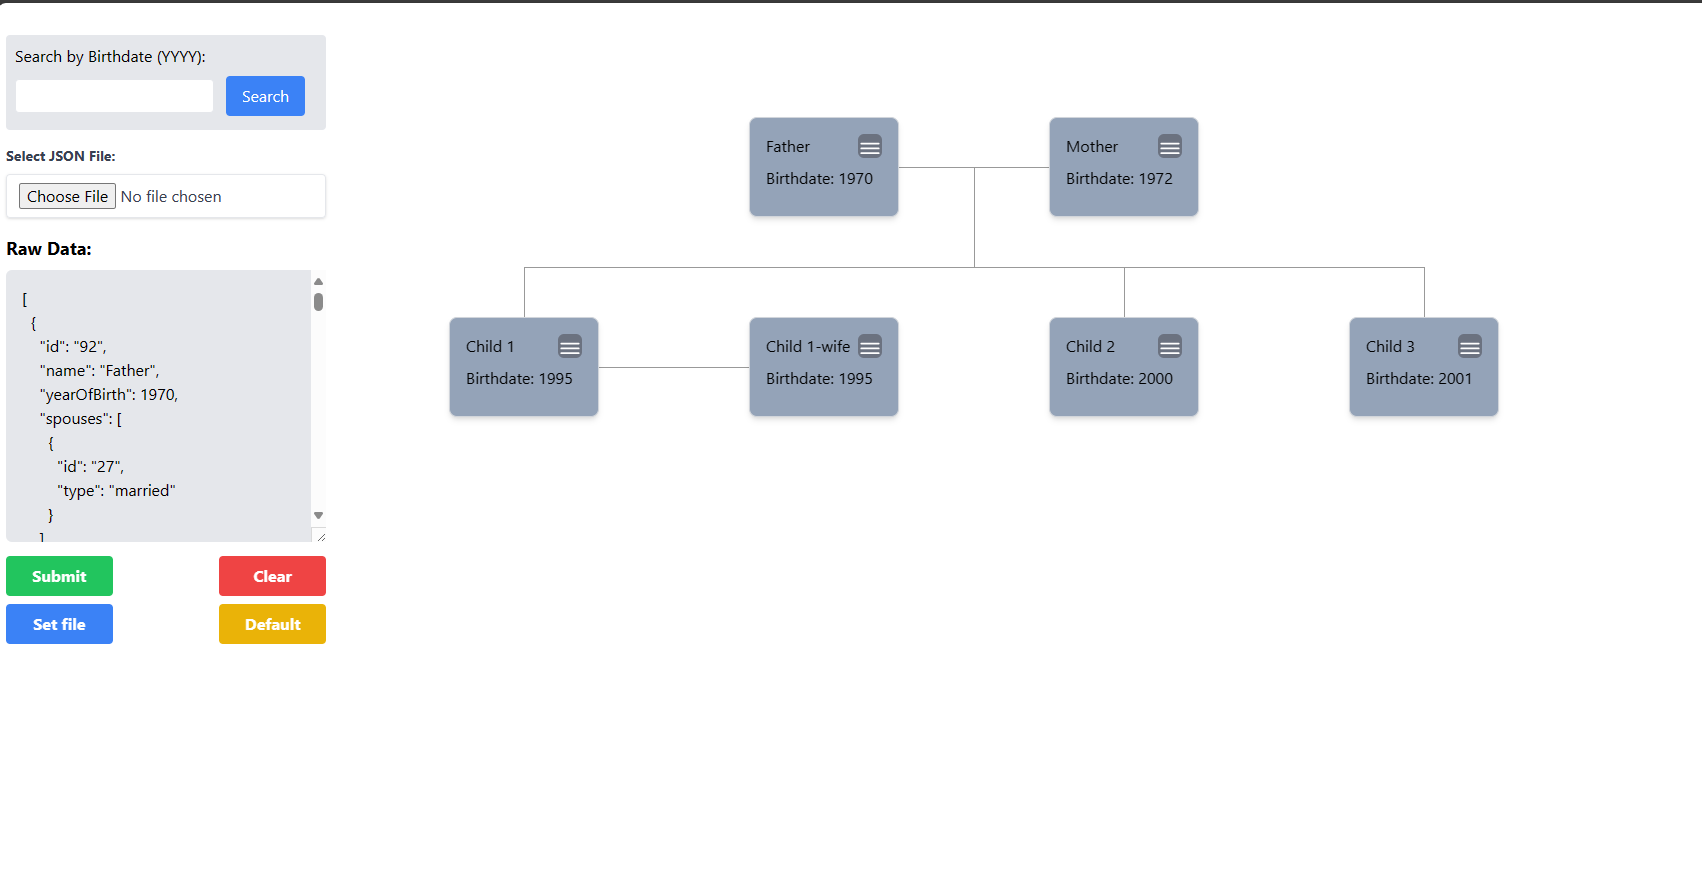 Search by Birthdate (YYYY):
Search
Select JSON File:
Choose File No file chosen
Raw Data:
[
{
"id": "92",
"name": "Father",
"yearOfBirth": 1970,
"spouses": [
{
"id": "27",
"type": "married"
}
]
Submit
Clear
Set file
Default
Father
Birthdate: 1970
Mother
Birthdate: 1972
Child 1
Birthdate: 1995
Child 1-wife
Birthdate: 1995
Child 2
Birthdate: 2000
Child 3
Birthdate: 2001